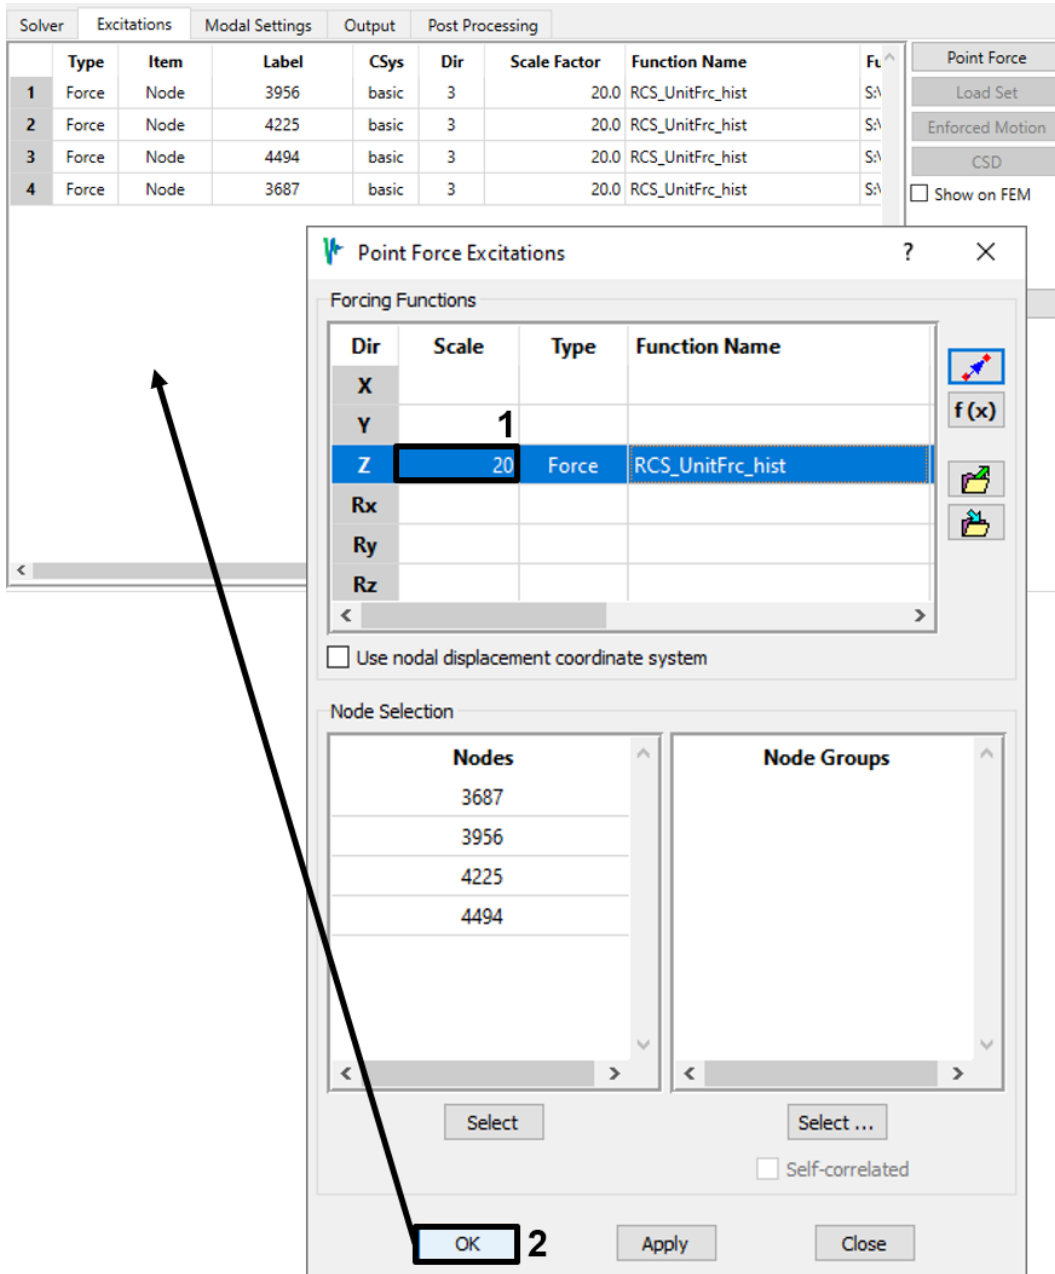 Solver Excitations Modal Settings Output Post Processing
Type Item Label CSys Dir Scale Factor Function Name Fu Point Force
1 Force Node 3956 basic 3 20.0 RCS_UnitFrc_hist S:\ Load Set
2 Force Node 4225 basic 3 20.0 RCS_UnitFrc_hist S:\ Enforced Motion
3 Force Node 4494 basic 3 20.0 RCS_UnitFrc_hist S:\ CSD
4 Force Node 3687 basic 3 20.0 RCS_UnitFrc_hist S:\ Show on FEM
Point Force Excitations ?
Forcing Functions
Dir Scale Type Function Name
X
Y 1 f (x)
Z 20 Force RCS_UnitFrc_hist
Rx
Ry
Rz
Use nodal displacement coordinate system
Node Selection
Nodes Node Groups
3687
3956
4225
4494
Select Select ...
Self-correlated
OK 2 Apply Close